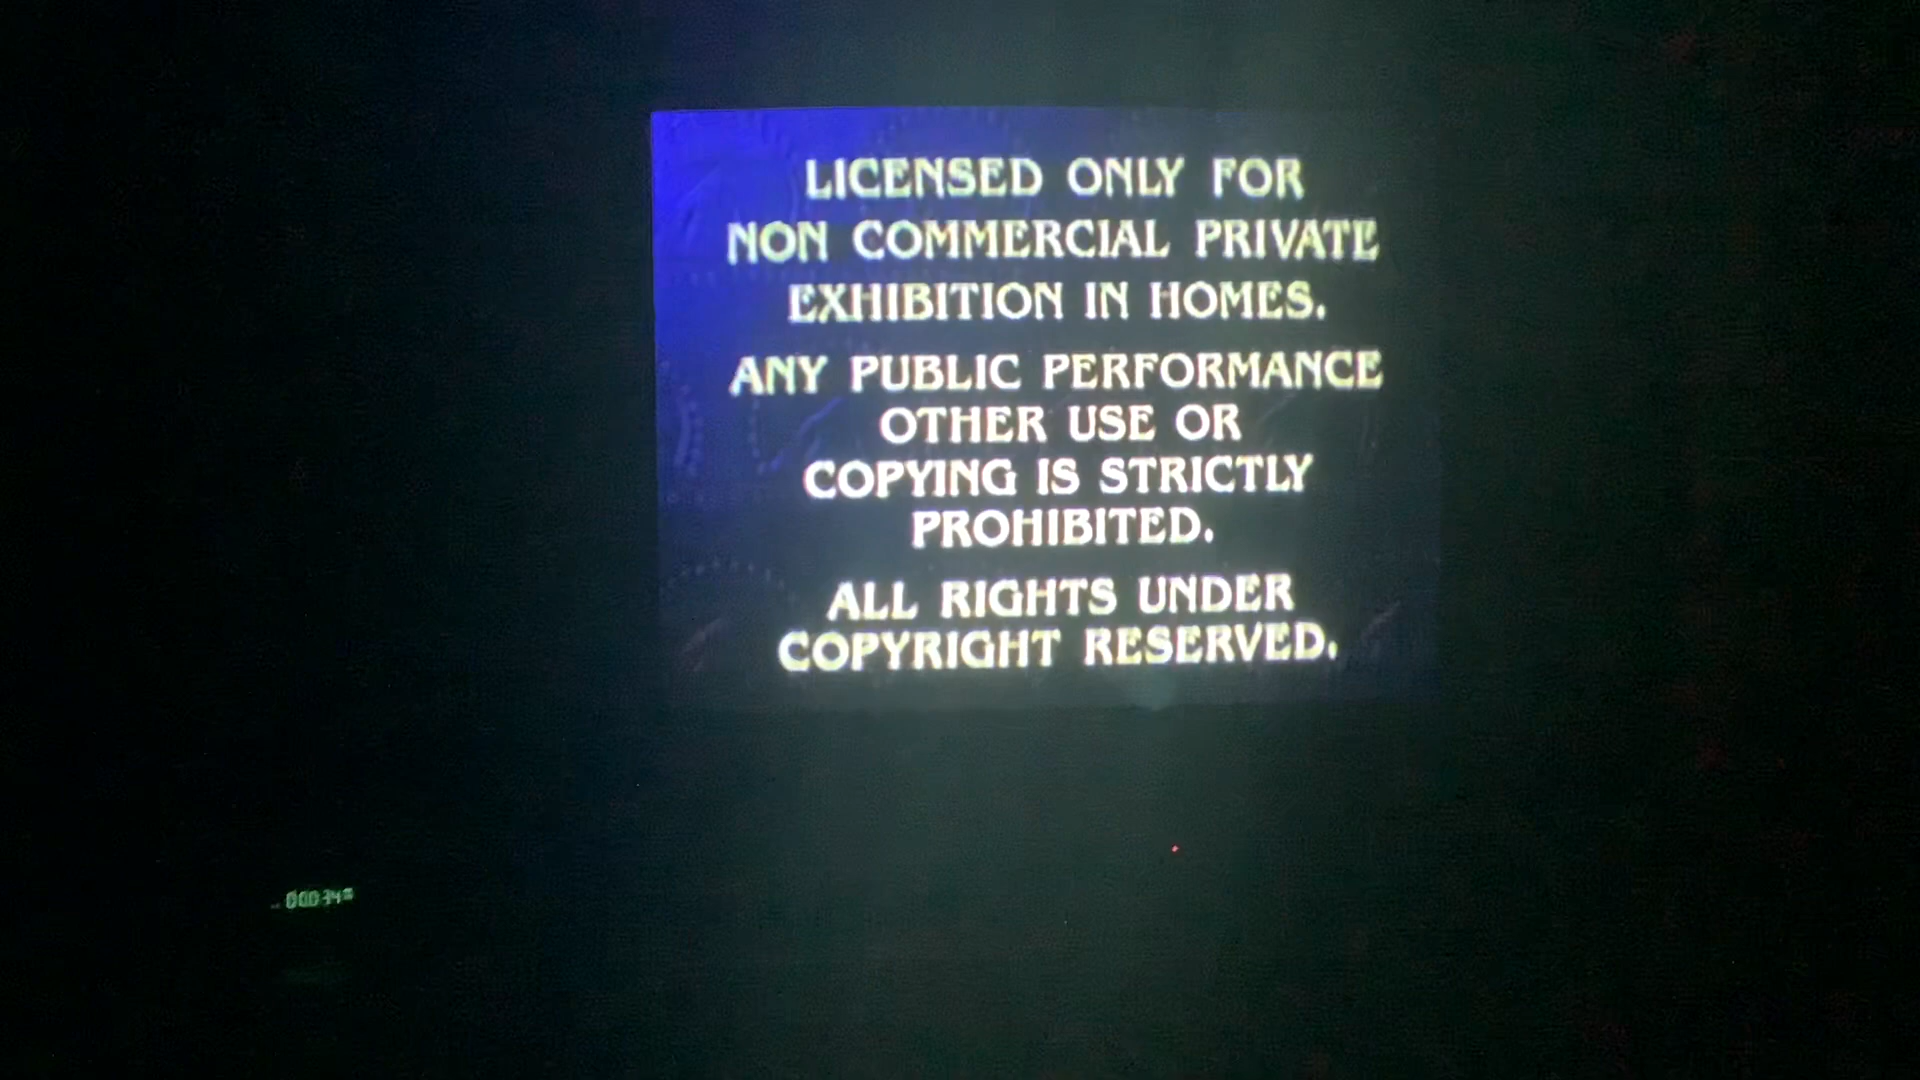 LICENSED ONLY FOR
NON COMMERCIAL PRIVATE
EXHIBITION IN HOMES.
ANY PUBLIC PERFORMANCE
OTHER USE OR
COPYING IS STRICTLY
PROHIBITED.
ALL RIGHTS UNDER
COPYRIGHT RESERVED.